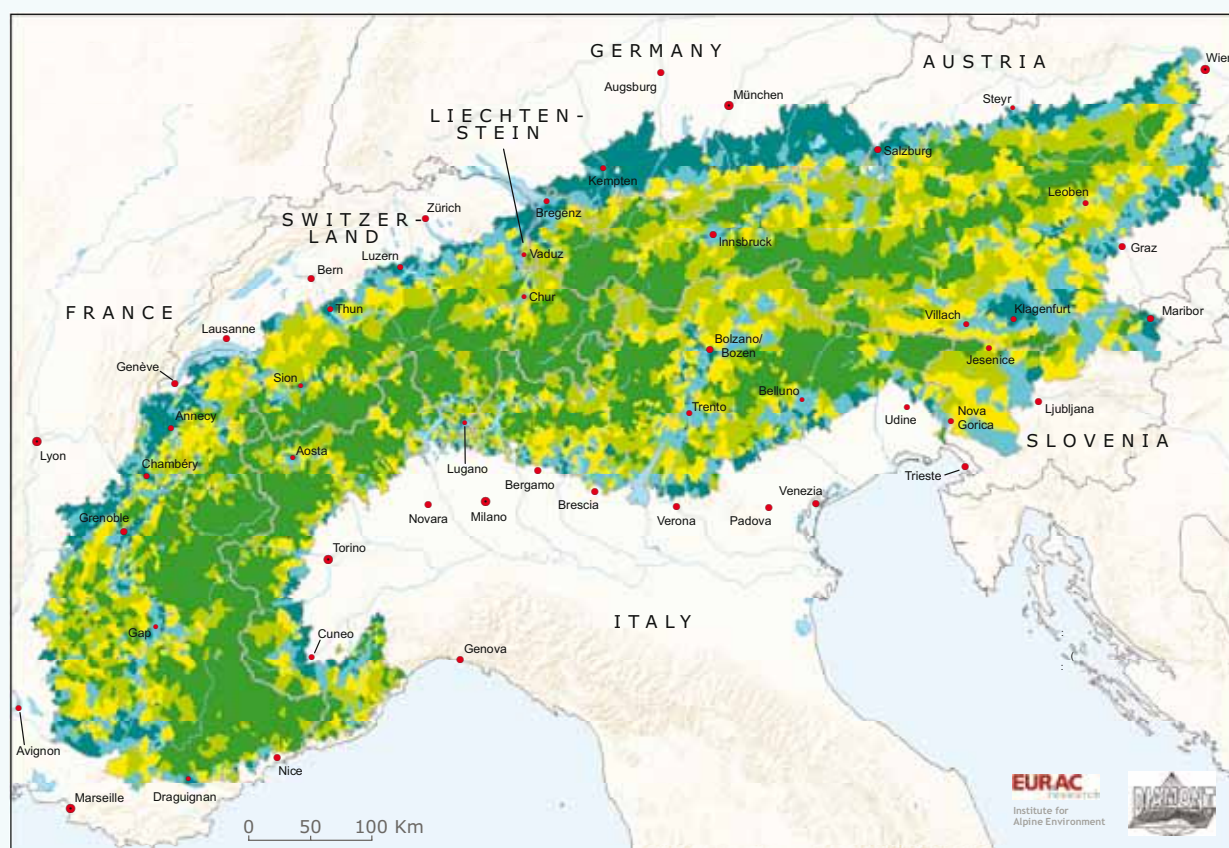 GERMANY
AUSTRIA
Wien
Augsburg
München
Steyr
LIECHTEN-
STEIN
Salzburg
Kempten
Leoben
Zürich
Bregenz
SWITZER-
LAND
Innsbruck
Graz
Luzern
Vaduz
Bern
Chur
FRANCE
Thun
Klagenfurt
Villach
Maribor
Lausanne
Bolzano/
Bozen
Jesenice
Genève
Sion
Belluno
Annecy
Trento
Ljubljana
Udine
Nova
Gorica
SLOVENIA
Lyon
Aosta
Chambéry
Lugano
Trieste
Bergamo
Brescia
Venezia
Novara
Milano
Verona
Padova
Grenoble
Torino
ITALY
Gap
Cuneo
Genova
Avignon
Nice
Marseille
Draguignan
0 50 100 Km
EURAC
research
Institute for
Alpine Environment
DIAMONT